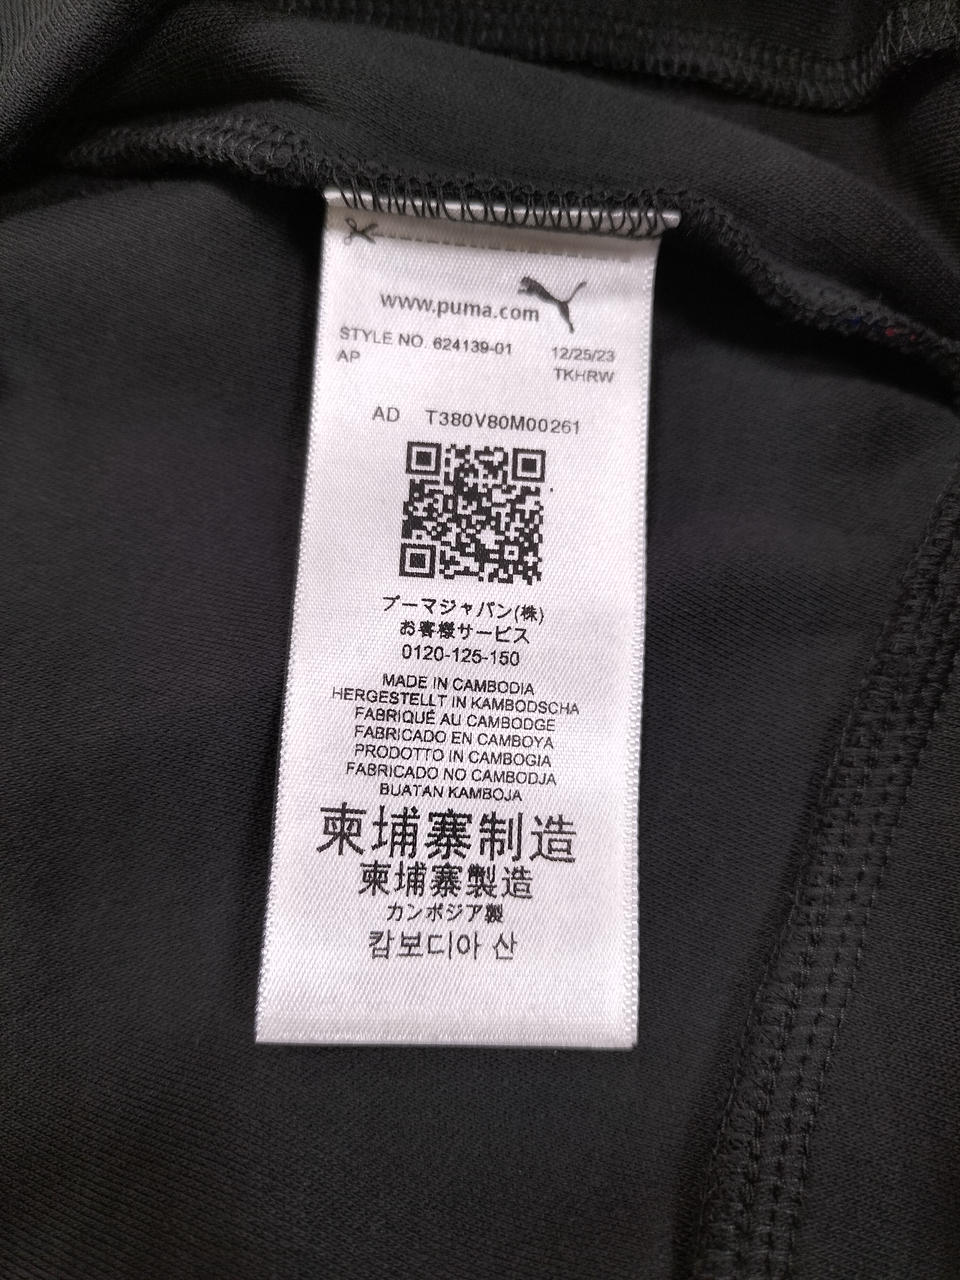 www.puma.com
STYLE NO. 624139-01 12/25/23
AP TKHRW
AD T380V80M00261
プーマジャパン(株)
お客様サービス
0120-125-150
MADE IN CAMBODIA
HERGESTELLT IN KAMBODSCHA
FABRIQUÉ AU CAMBODGE
FABRICADO EN CAMBOYA
PRODOTTO IN CAMBOGIA
FABRICADO NO CAMBODJA
BUATAN KAMBOJA
柬埔寨制造
柬埔寨製造
カンボジア製
캄보디아 산